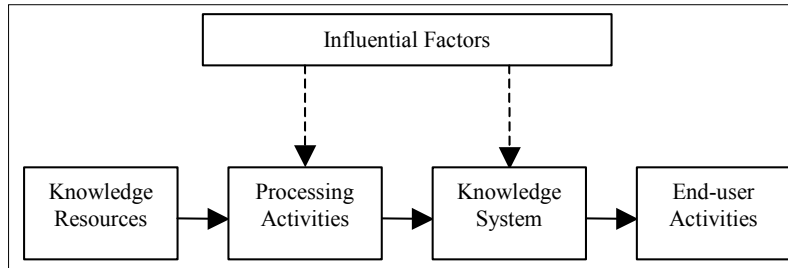 Influential Factors
Knowledge
Resources
Processing
Activities
Knowledge
System
End-user
Activities